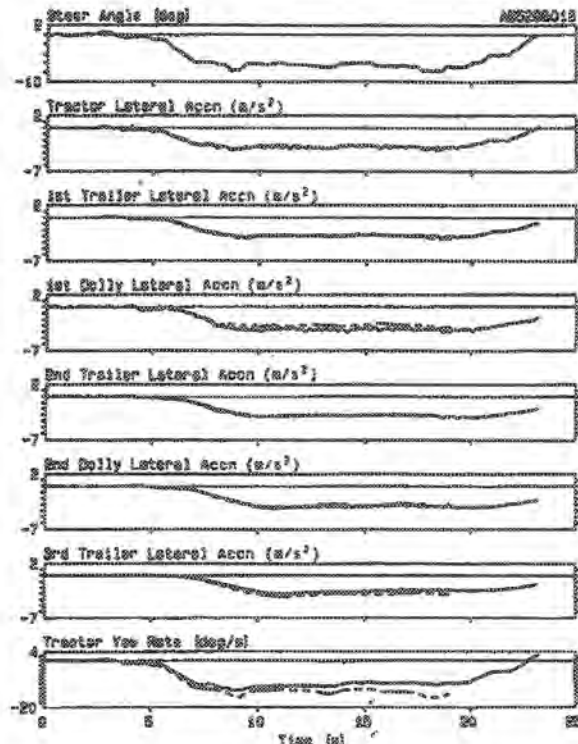 Steer Angle (deg)
2
-10
Tractor Lateral Accn (m/s²)
2
-7
1st Trailer Lateral Accn (m/s²)
2
-7
1st Dolly Lateral Accn (m/s²)
2
-7
2nd Trailer Lateral Accn (m/s²)
2
-7
2nd Dolly Lateral Accn (m/s²)
2
-7
3rd Trailer Lateral Accn (m/s²)
2
-7
Tractor Yaw Rate (deg/s)
4
-20
0 5 10 15 20 25
Time (s)